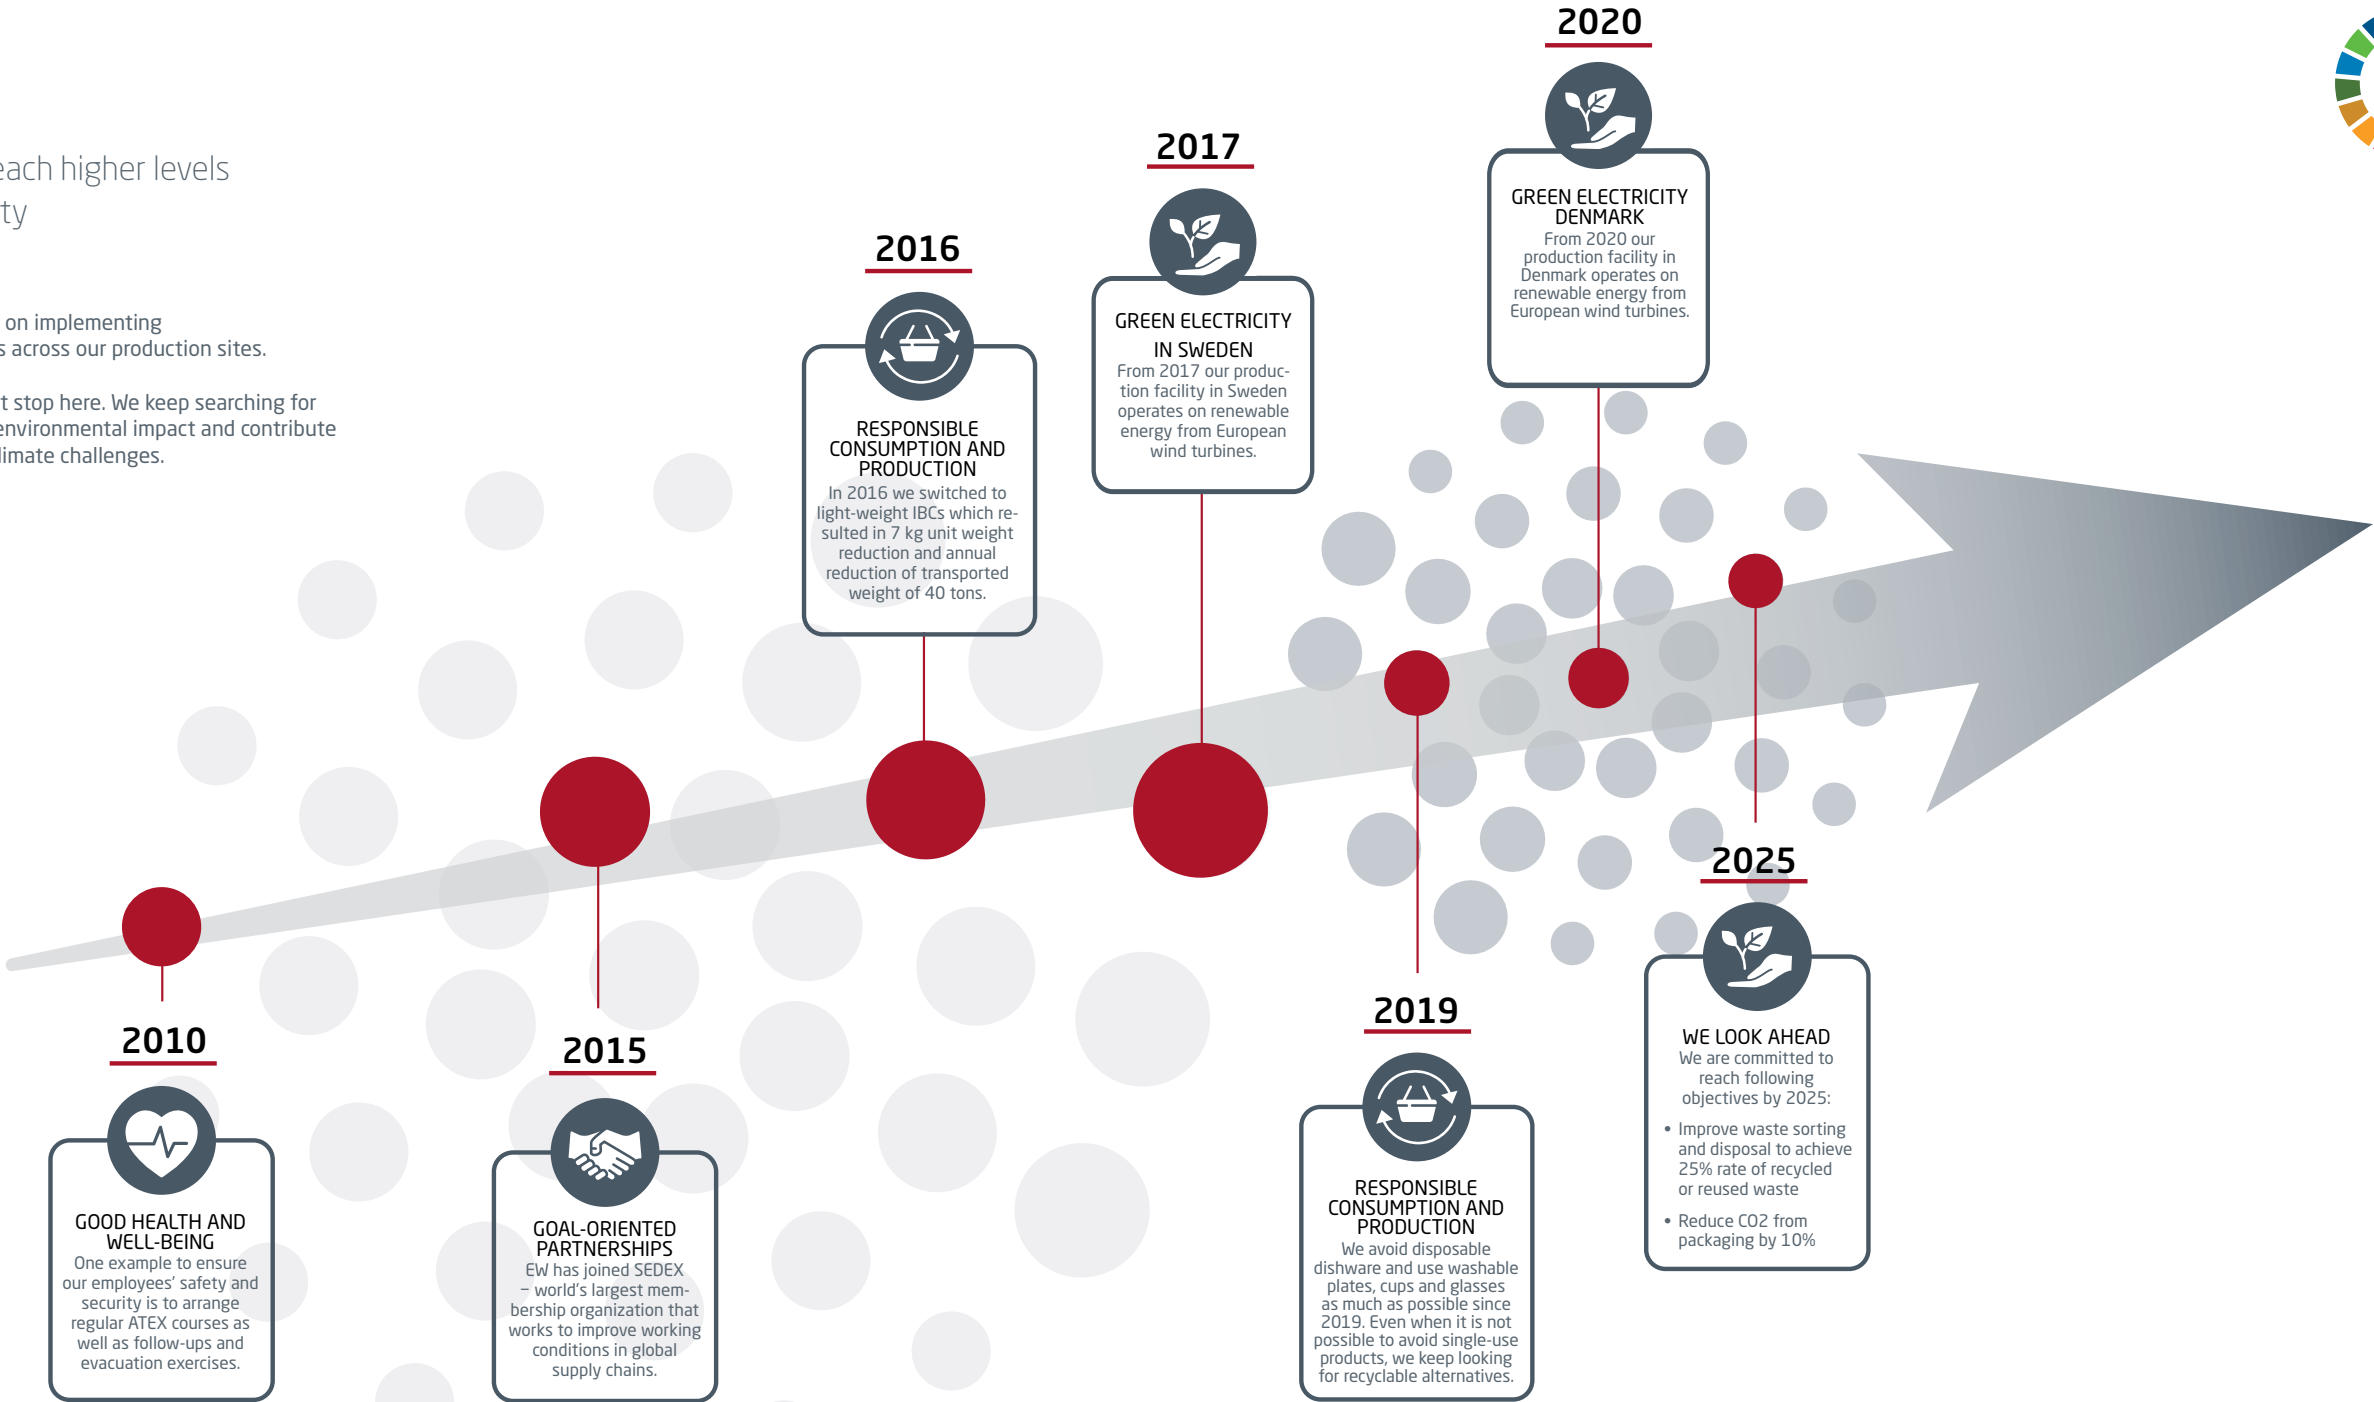 each higher levels
ty
on implementing
s across our production sites.
t stop here. We keep searching for
environmental impact and contribute
limate challenges.
2010
GOOD HEALTH AND
WELL-BEING
One example to ensure
our employees' safety and
security is to arrange
regular ATEX courses as
well as follow-ups and
evacuation exercises.
2015
GOAL-ORIENTED
PARTNERSHIPS
EW has joined SEDEX
– world's largest mem-
bership organization that
works to improve working
conditions in global
supply chains.
2016
RESPONSIBLE
CONSUMPTION AND
PRODUCTION
In 2016 we switched to
light-weight IBCs which re-
sulted in 7 kg unit weight
reduction and annual
reduction of transported
weight of 40 tons.
2017
GREEN ELECTRICITY
IN SWEDEN
From 2017 our produc-
tion facility in Sweden
operates on renewable
energy from European
wind turbines.
2019
RESPONSIBLE
CONSUMPTION AND
PRODUCTION
We avoid disposable
dishware and use washable
plates, cups and glasses
as much as possible since
2019. Even when it is not
possible to avoid single-use
products, we keep looking
for recyclable alternatives.
2020
GREEN ELECTRICITY
DENMARK
From 2020 our
production facility in
Denmark operates on
renewable energy from
European wind turbines.
2025
WE LOOK AHEAD
We are committed to
reach following
objectives by 2025:
• Improve waste sorting
and disposal to achieve
25% rate of recycled
or reused waste
• Reduce CO2 from
packaging by 10%